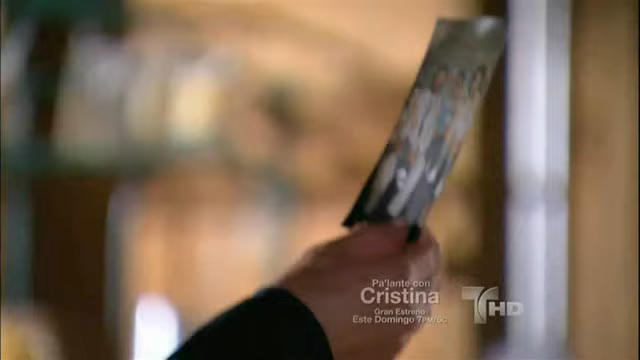 Pa'lante con
Cristina
Gran Estreno
Este Domingo 7PM/6C
T HD